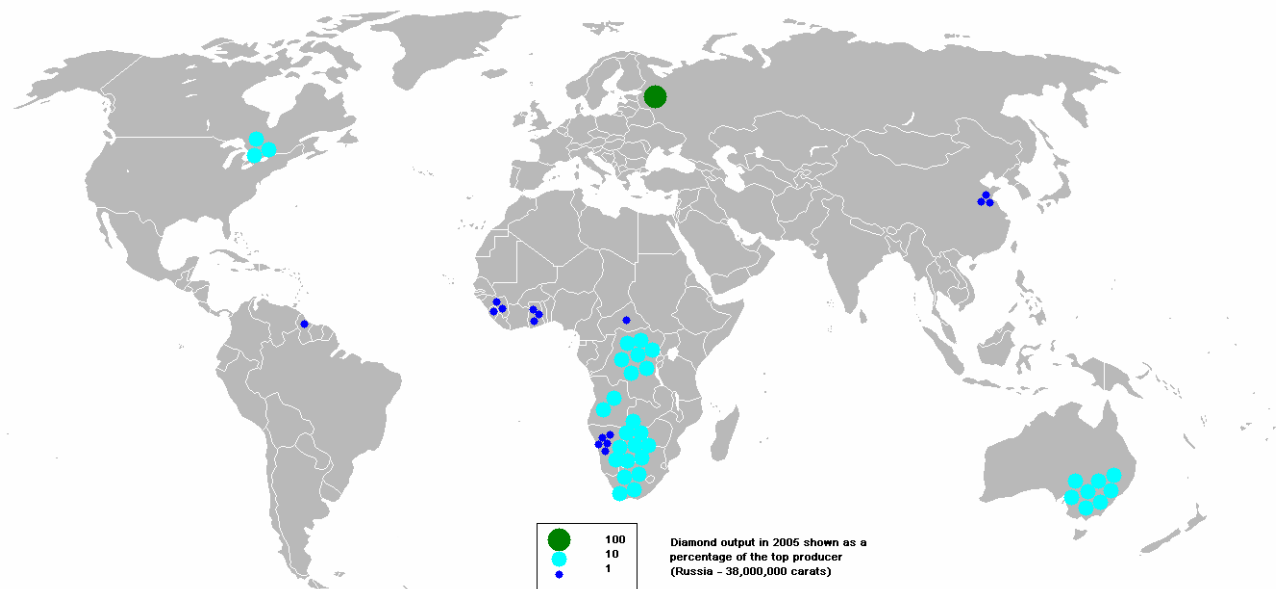 100
10
1
Diamond output in 2005 shown as a
percentage of the top producer
(Russia - 38,000,000 carats)